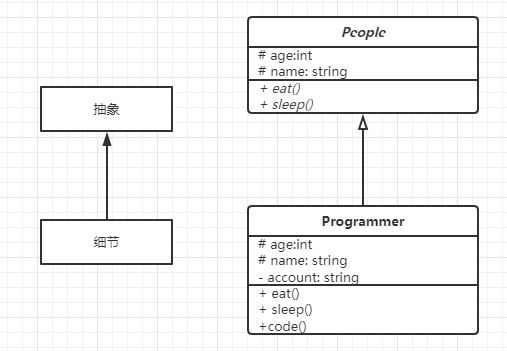 People
# age:int
# name: string
+ eat()
+ sleep()
抽象
细节
Programmer
# age:int
# name: string
- account: string
+ eat()
+ sleep()
+code()